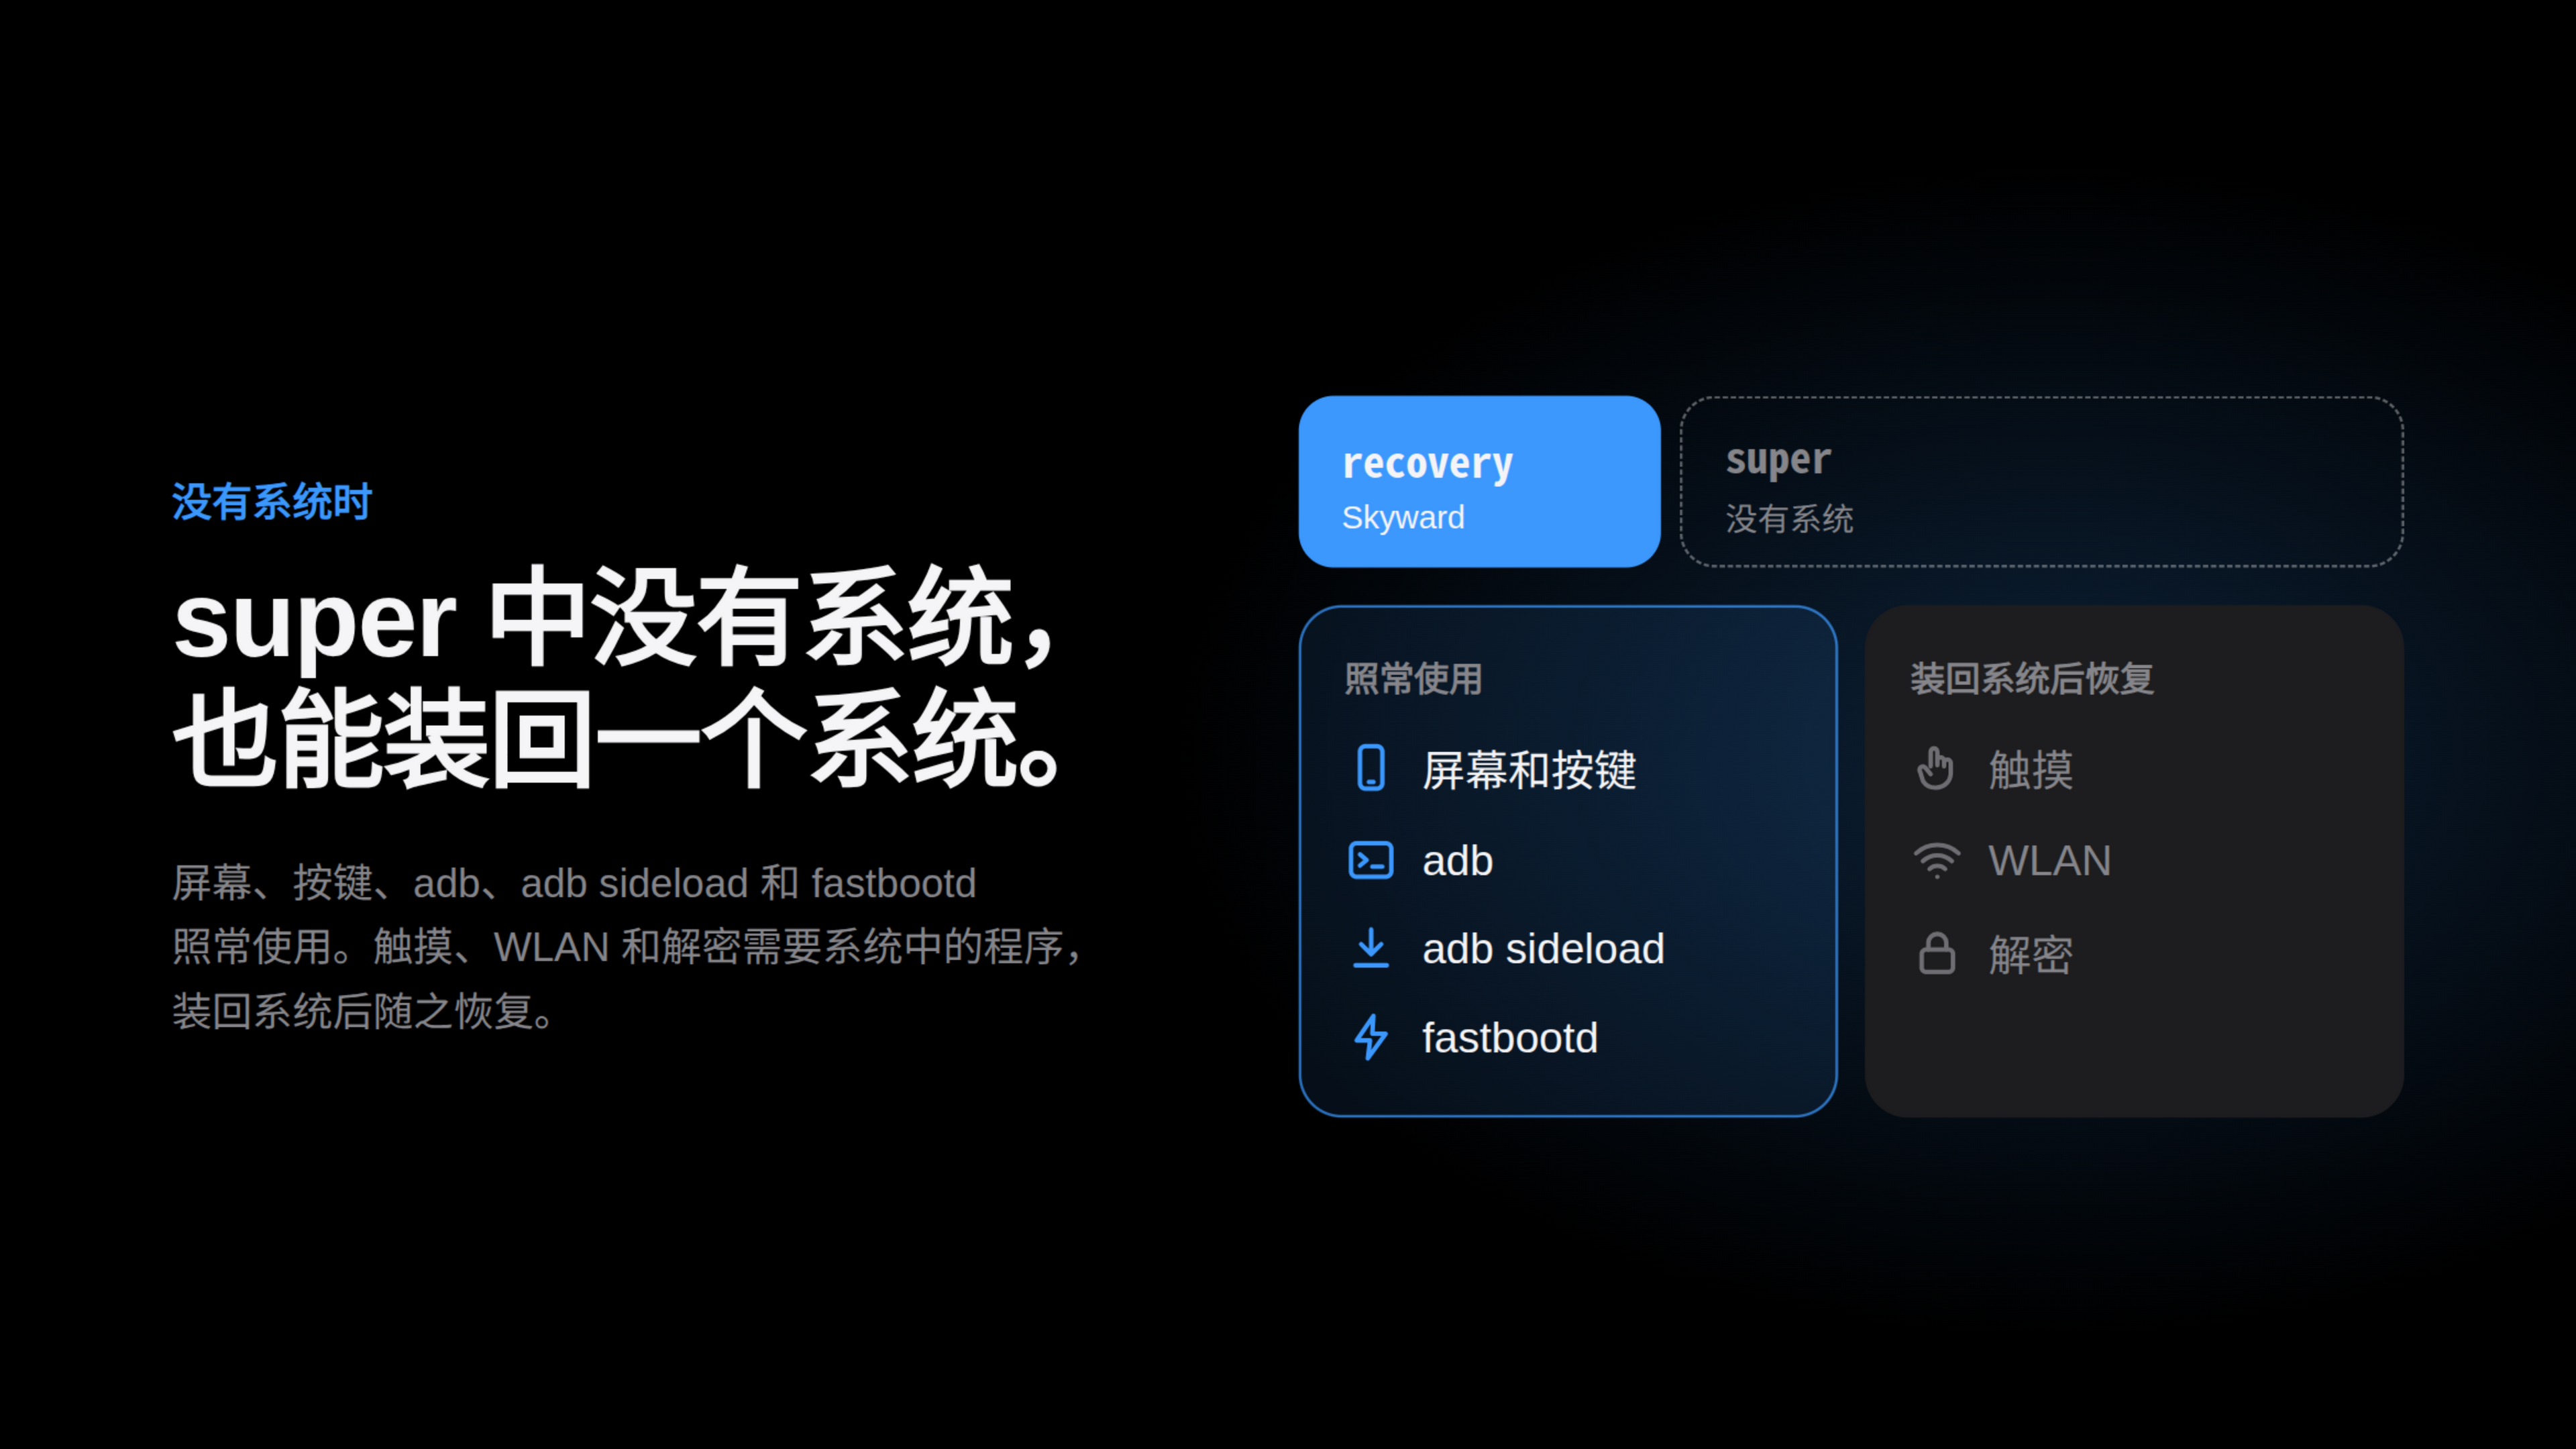 没有系统时
super 中没有系统，
也能装回一个系统。
屏幕、按键、adb、adb sideload 和 fastbootd
照常使用。触摸、WLAN 和解密需要系统中的程序，
装回系统后随之恢复。
recovery
Skyward
super
没有系统
照常使用
屏幕和按键
adb
adb sideload
fastbootd
装回系统后恢复
触摸
WLAN
解密